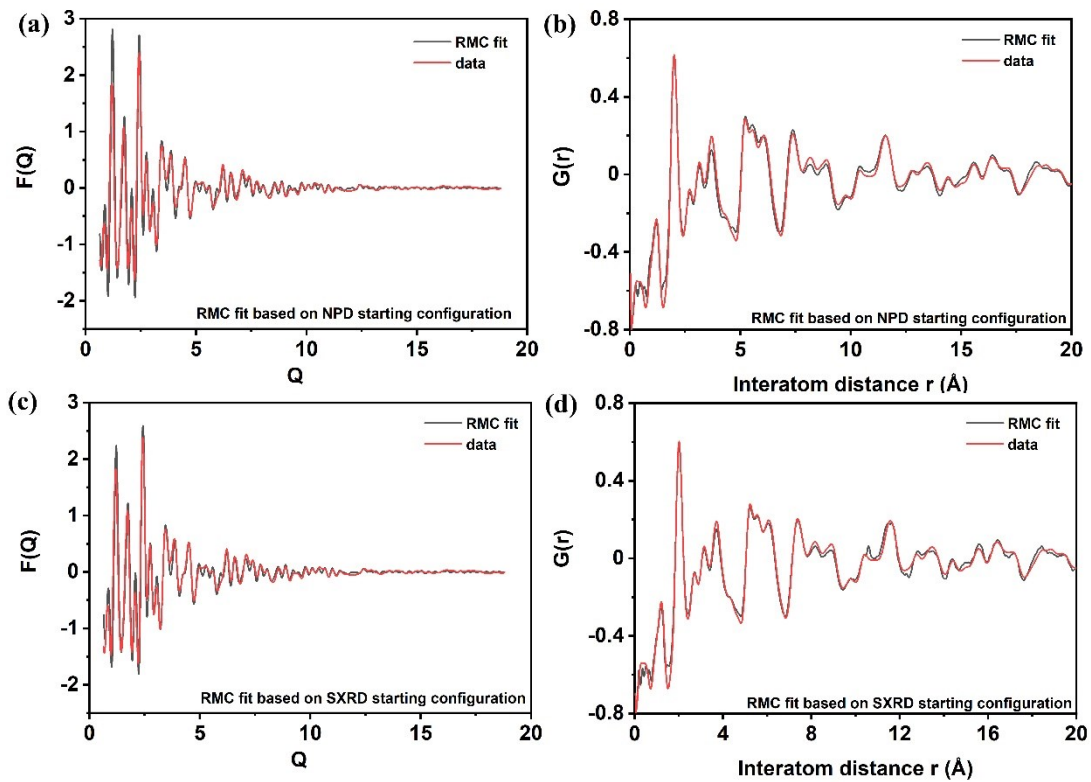 (a)
3
2
1
0
-1
-2
F(Q)
RMC fit
data
RMC fit based on NPD starting configuration
0
5
10
15
20
Q
(b)
0.8
0.4
0
-0.4
-0.8
G(r)
RMC fit
data
RMC fit based on NPD starting configuration
0
5
10
15
20
Interatom distance r (Å)
(c)
3
2
1
0
-1
-2
F(Q)
RMC fit
data
RMC fit based on SXRD starting configuration
0
5
10
15
20
Q
(d)
0.8
0.4
0
-0.4
-0.8
G(r)
RMC fit
data
RMC fit based on SXRD starting configuration
0
4
8
12
16
20
Interatom distance r (Å)